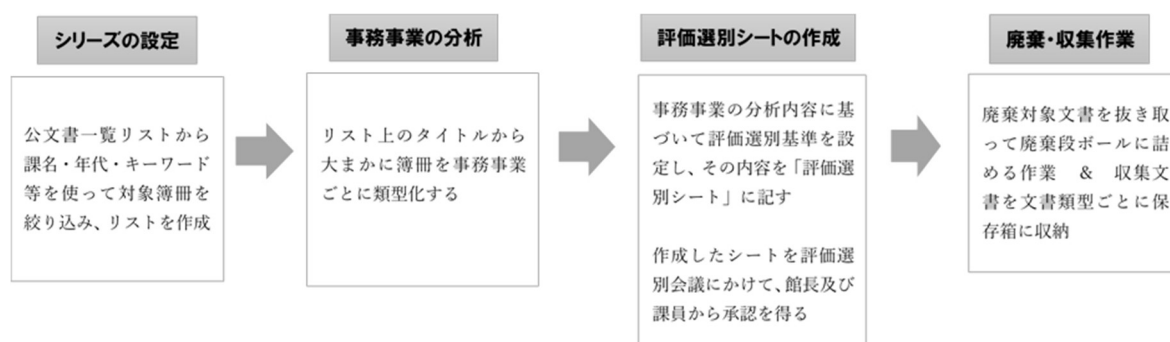 シリーズの設定
公文書一覧リストから
課名・年代・キーワード
等を使って対象簿冊を
絞り込み、リストを作成
事務事業の分析
リスト上のタイトルから
大まかに簿冊を事務事業
ごとに類型化する
評価選別シートの作成
事務事業の分析内容に基
づいて評価選別基準を設
定し、その内容を「評価選
別シート」に記す
作成したシートを評価選
別会議にかけて、館長及び
課員から承認を得る
廃棄・収集作業
廃棄対象文書を抜き取
って廃棄段ボールに詰
める作業 & 収集文
書を文書類型ごとに保
存箱に収納